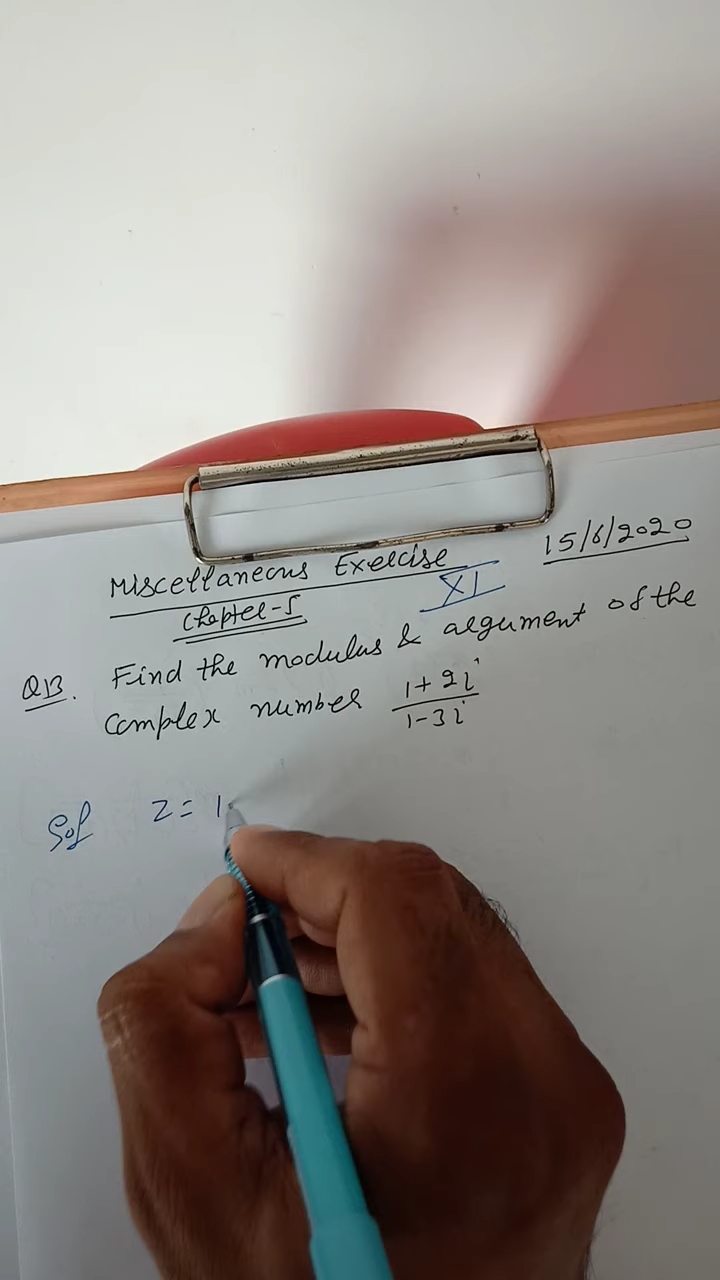 Miscellaneous Exercise 15/6/2020
Chapter-5 XI
Q13. Find the modulus & argument of the
complex number 1+2i/1-3i
Sol z= 1